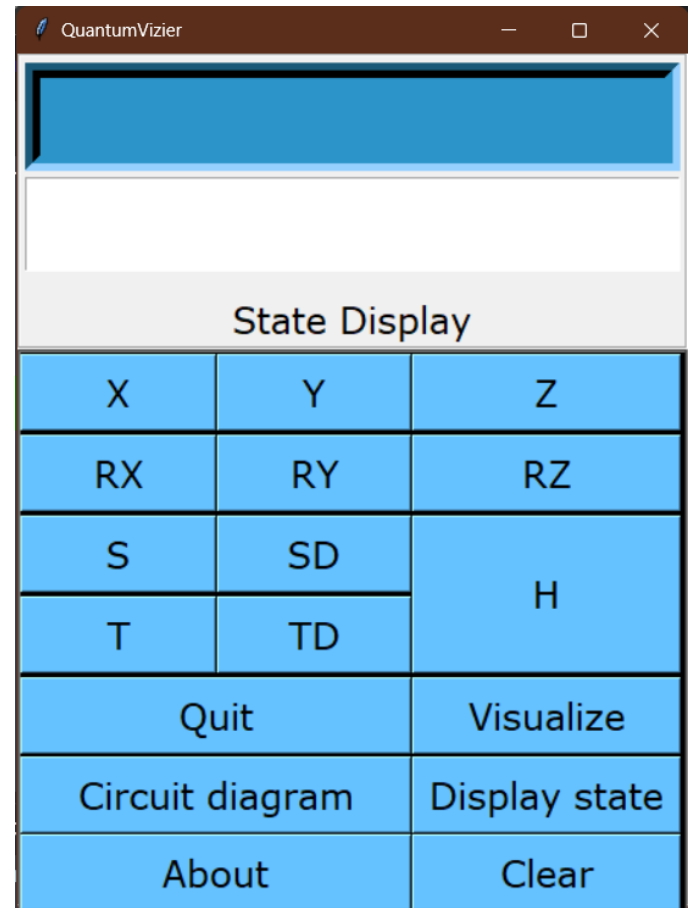 QuantumVizier
State Display
X Y Z
RX RY RZ
S SD
H
T TD
Quit Visualize
Circuit diagram Display state
About Clear